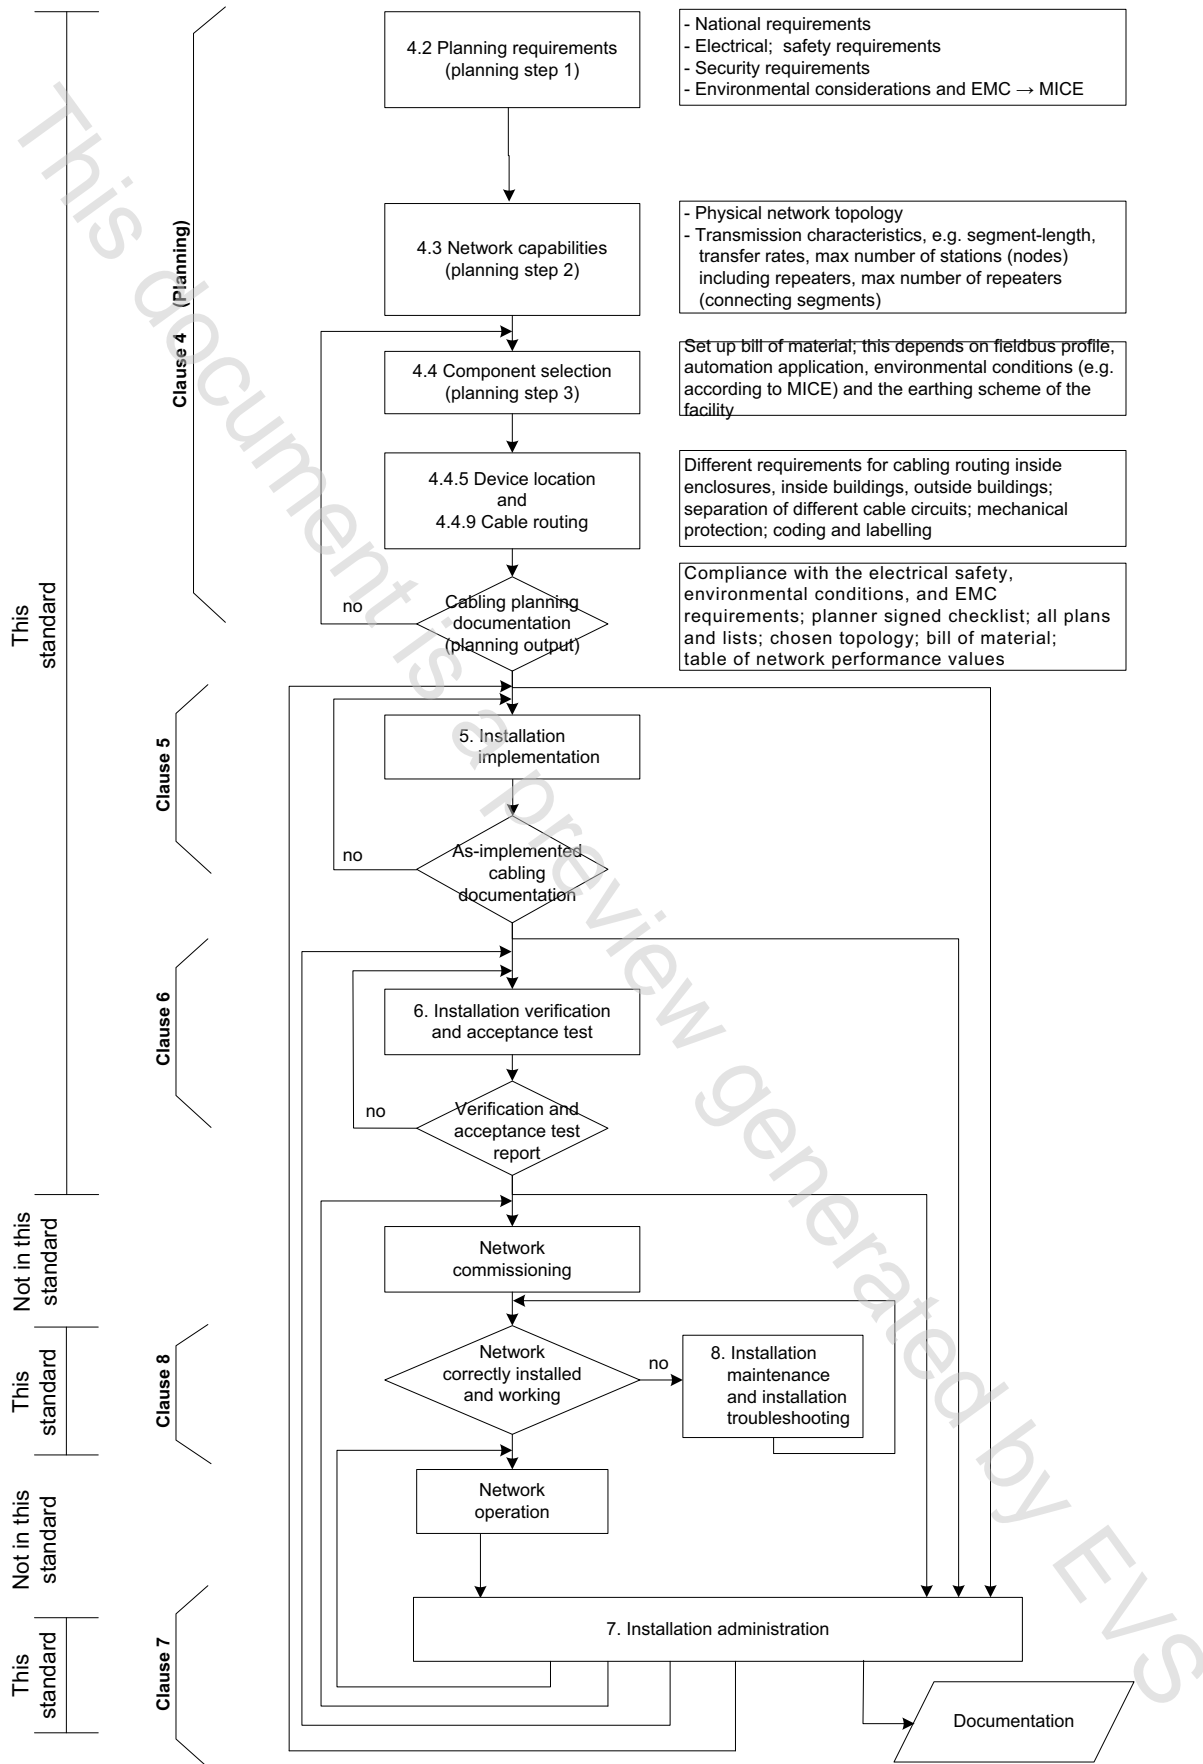 4.2 Planning requirements
(planning step 1)
- National requirements
- Electrical;  safety requirements
- Security requirements
- Environmental considerations and EMC → MICE
Clause 4   (Planning)
4.3 Network capabilities
(planning step 2)
- Physical network topology
- Transmission characteristics, e.g. segment-length,
transfer rates, max number of stations (nodes)
including repeaters, max number of repeaters
(connecting segments)
4.4 Component selection
(planning step 3)
Set up bill of material; this depends on fieldbus profile,
automation application, environmental conditions (e.g.
according to MICE) and the earthing scheme of the
facility
4.4.5 Device location
and
4.4.9 Cable routing
Different requirements for cabling routing inside
enclosures, inside buildings, outside buildings;
separation of different cable circuits; mechanical
protection; coding and labelling
no
Cabling planning
documentation
(planning output)
Compliance with the electrical safety,
environmental conditions, and EMC
requirements; planner signed checklist; all plans
and lists; chosen topology; bill of material;
table of network performance values
This
standard
Clause 5
5. Installation
implementation
no
As-implemented
cabling
documentation
Clause 6
6. Installation verification
and acceptance test
no
Verification and
acceptance test
report
Not in this
standard
Network
commissioning
This
standard
Clause 8
Network
correctly installed
and working
no
8. Installation
maintenance
and installation
troubleshooting
Not in this
standard
Network
operation
This
standard
Clause 7
7. Installation administration
Documentation
This document is a preview generated by EVS